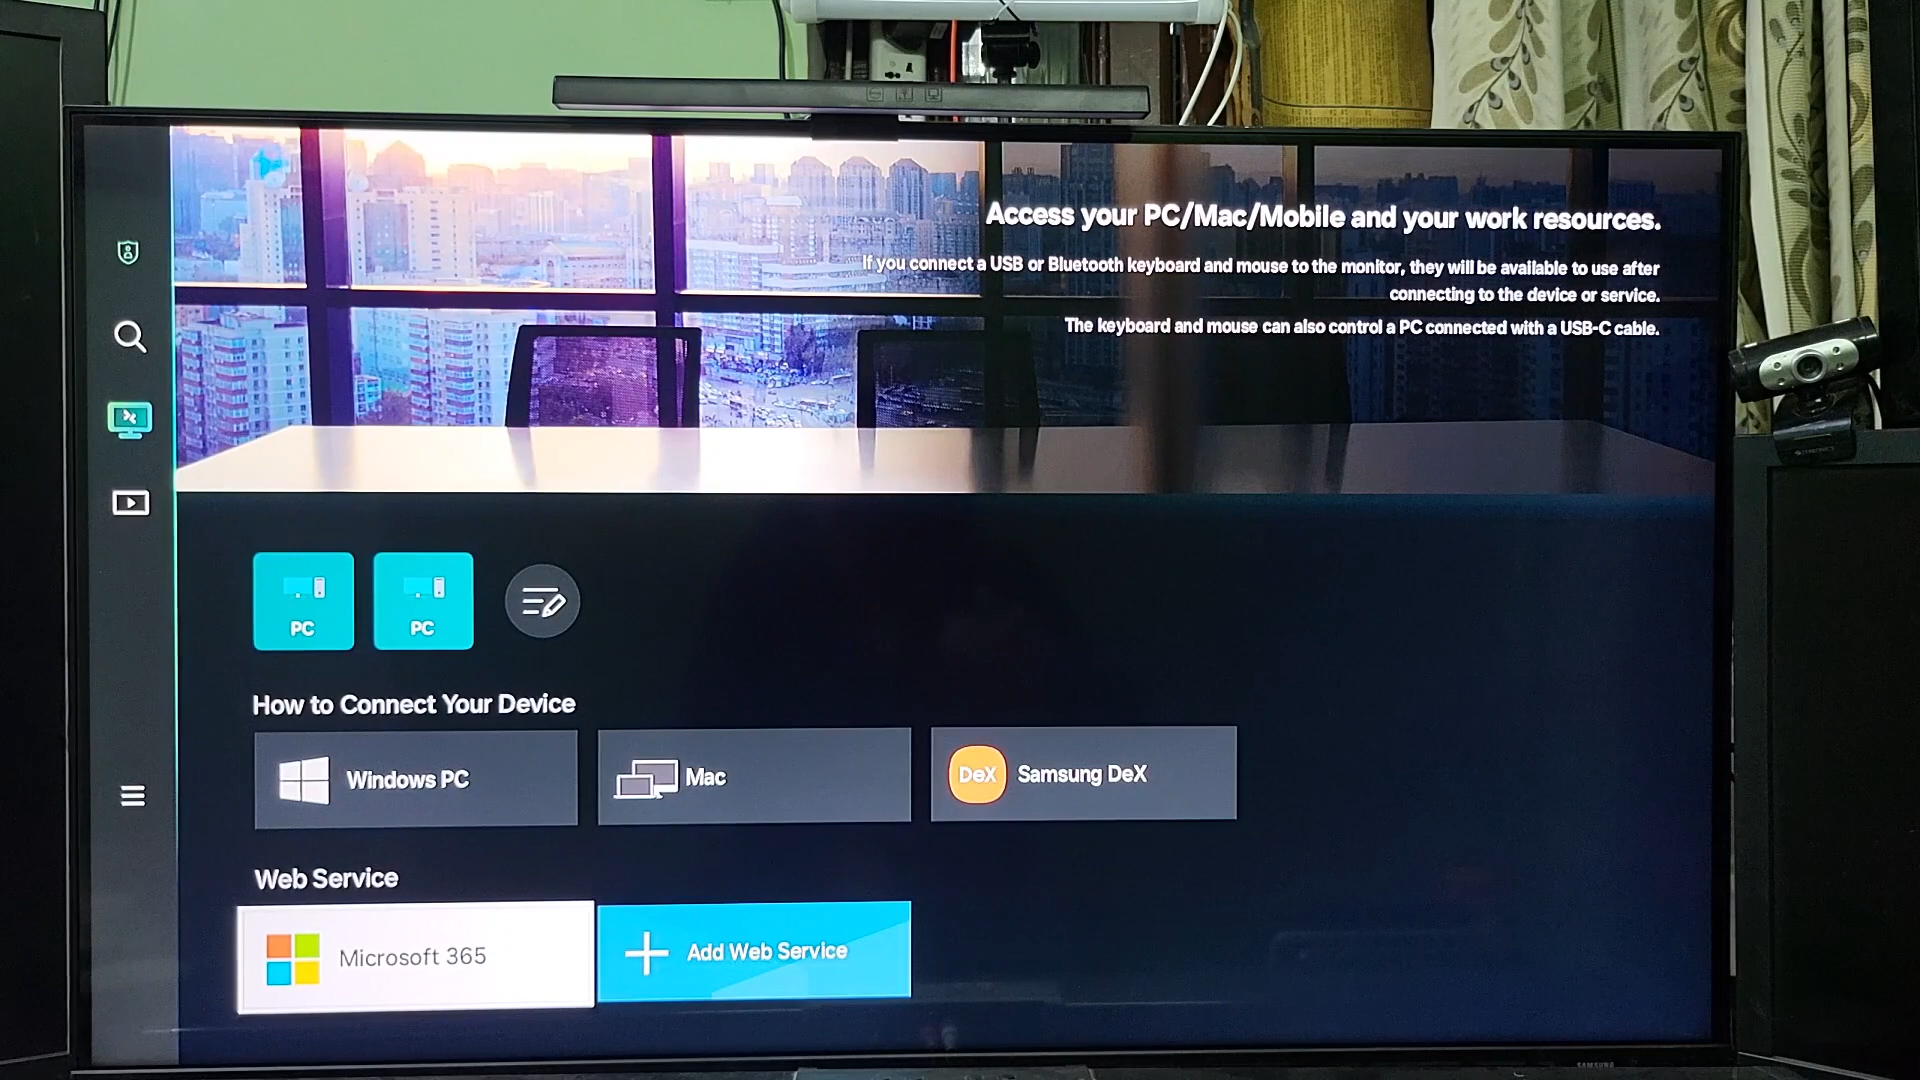 Access your PC/Mac/Mobile and your work resources.
If you connect a USB or Bluetooth keyboard and mouse to the monitor, they will be available to use after
connecting to the device or service.
The keyboard and mouse can also control a PC connected with a USB-C cable.
PC
PC
How to Connect Your Device
Windows PC
Mac
DeX
Samsung DeX
Web Service
Microsoft 365
Add Web Service
SAMSUNG